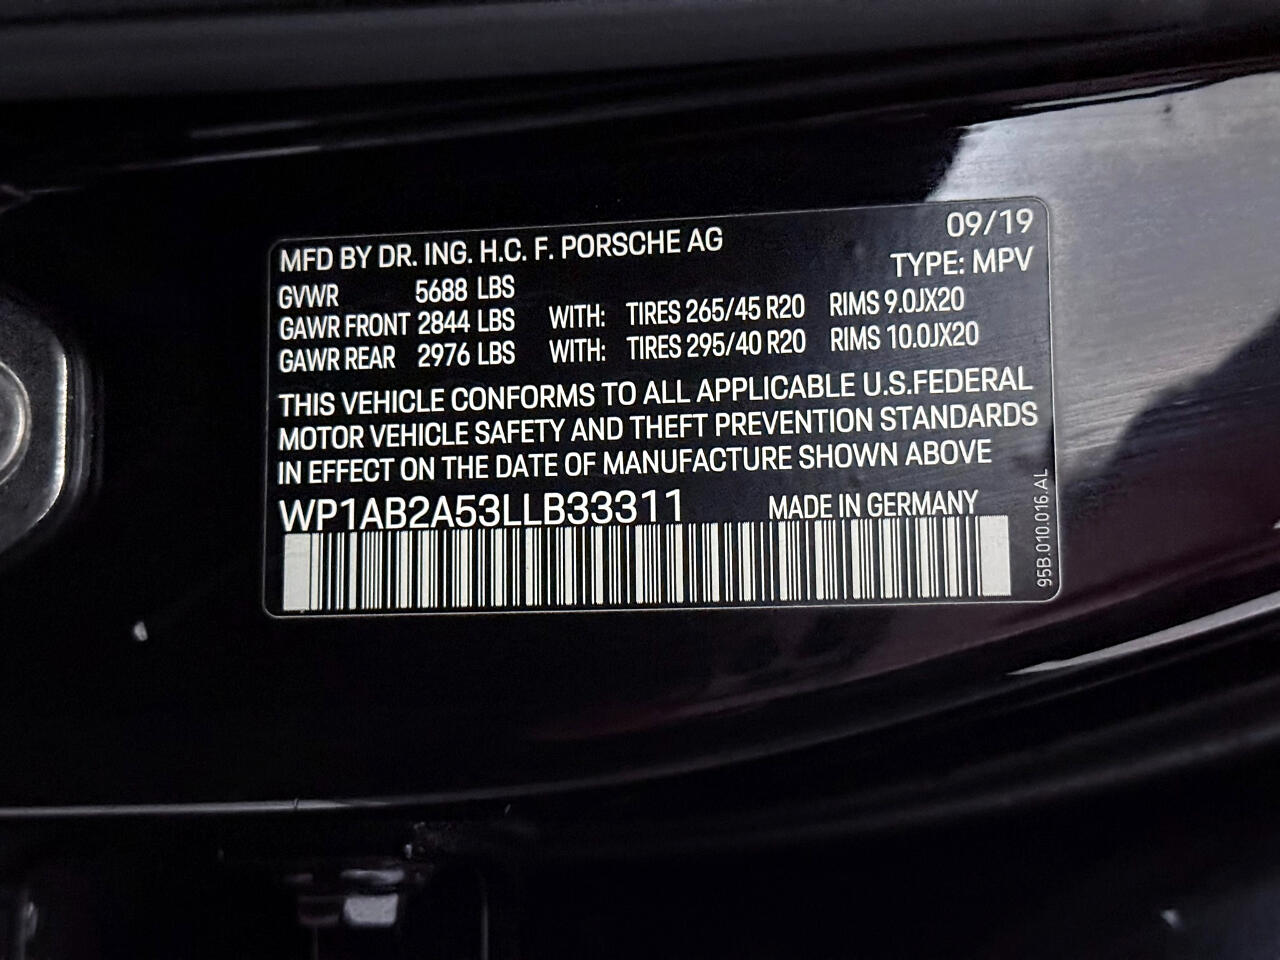 09/19
MFD BY DR. ING. H.C. F. PORSCHE AG
TYPE: MPV
GVWR 5688 LBS
GAWR FRONT 2844 LBS WITH: TIRES 265/45 R20 RIMS 9.0JX20
GAWR REAR 2976 LBS WITH: TIRES 295/40 R20 RIMS 10.0JX20
THIS VEHICLE CONFORMS TO ALL APPLICABLE U.S.FEDERAL
MOTOR VEHICLE SAFETY AND THEFT PREVENTION STANDARDS
IN EFFECT ON THE DATE OF MANUFACTURE SHOWN ABOVE
WP1AB2A53LLB33311 MADE IN GERMANY
95B.010.016.AL